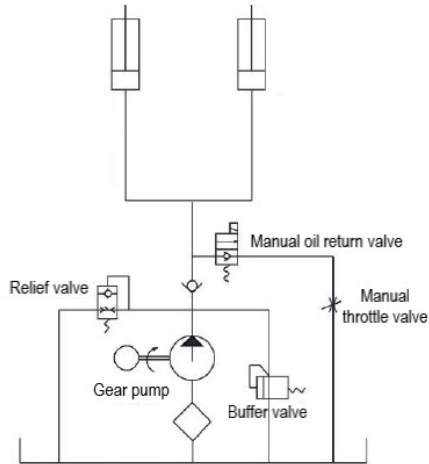 Manual oil return valve
Relief valve
Manual
throttle valve
Gear pump
Buffer valve